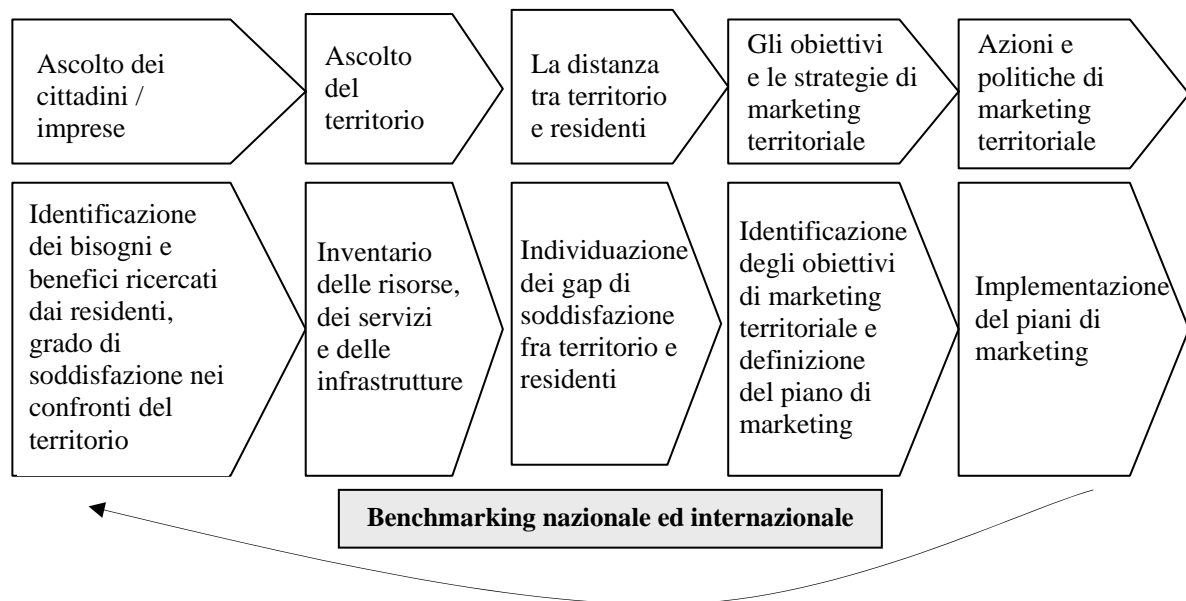 Ascolto dei
cittadini /
imprese
Ascolto
del
territorio
La distanza
tra territorio
e residenti
Gli obiettivi
e le strategie di
marketing
territoriale
Azioni e
politiche di
marketing
territoriale
Identificazione
dei bisogni e
benefici ricercati
dai residenti,
grado di
soddisfazione nei
confronti del
territorio
Inventario
delle risorse,
dei servizi
e delle
infrastrutture
Individuazione
dei gap di
soddisfazione
fra territorio e
residenti
Identificazione
degli obiettivi
di marketing
territoriale e
definizione
del piano di
marketing
Implementazione
del piani di
marketing
Benchmarking nazionale ed internazionale